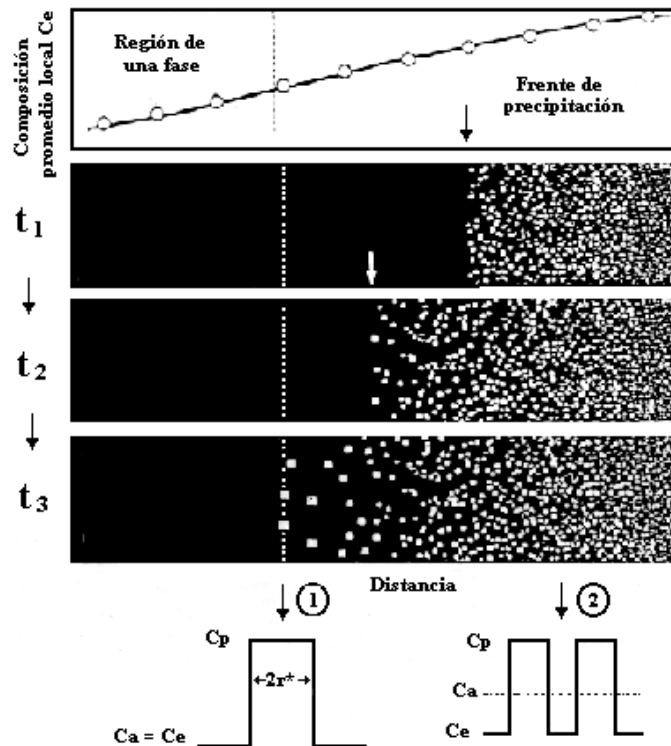 Composición
promedio local Ce
Región de
una fase
Frente de
precipitación
t1
t2
t3
Distancia
1
2
Cp
2r*
Ca = Ce
Cp
Ca
Ce